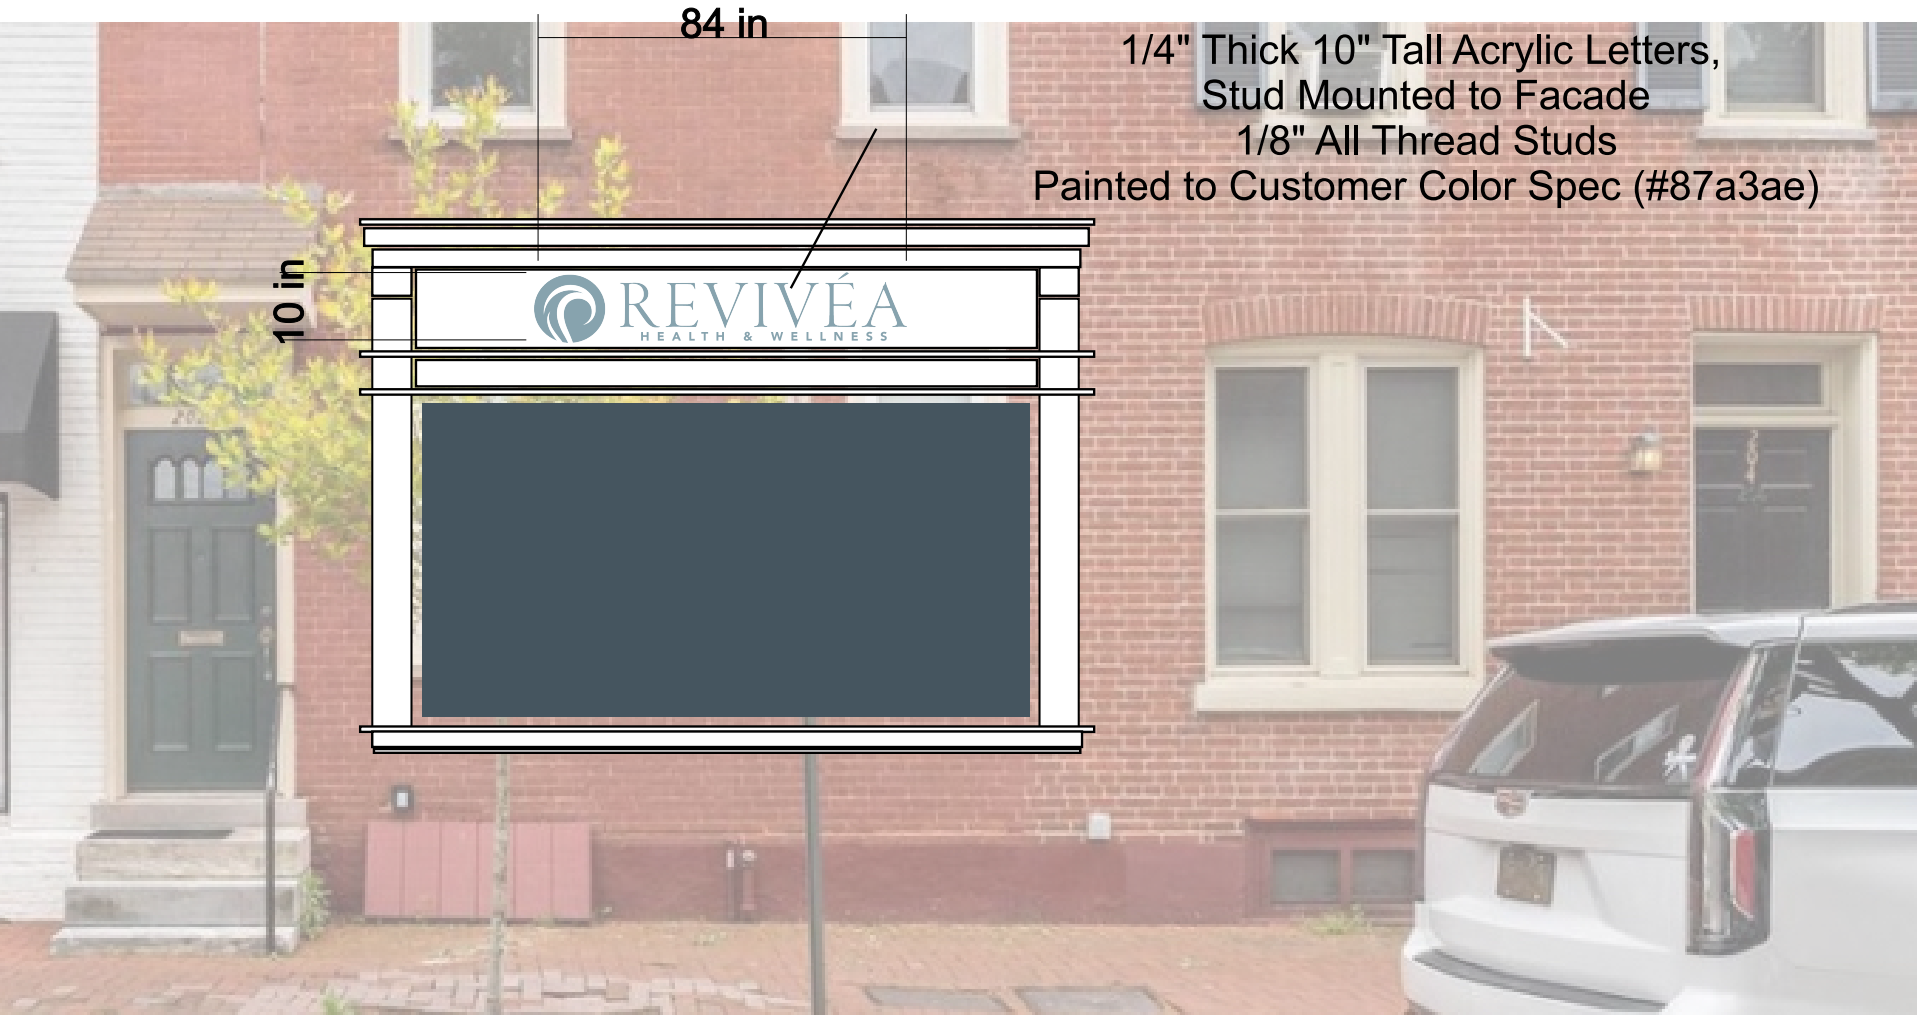 84 in
1/4" Thick 10" Tall Acrylic Letters,
Stud Mounted to Facade
1/8" All Thread Studs
Painted to Customer Color Spec (#87a3ae)
10 in
REVIVÉA
HEALTH & WELLNESS